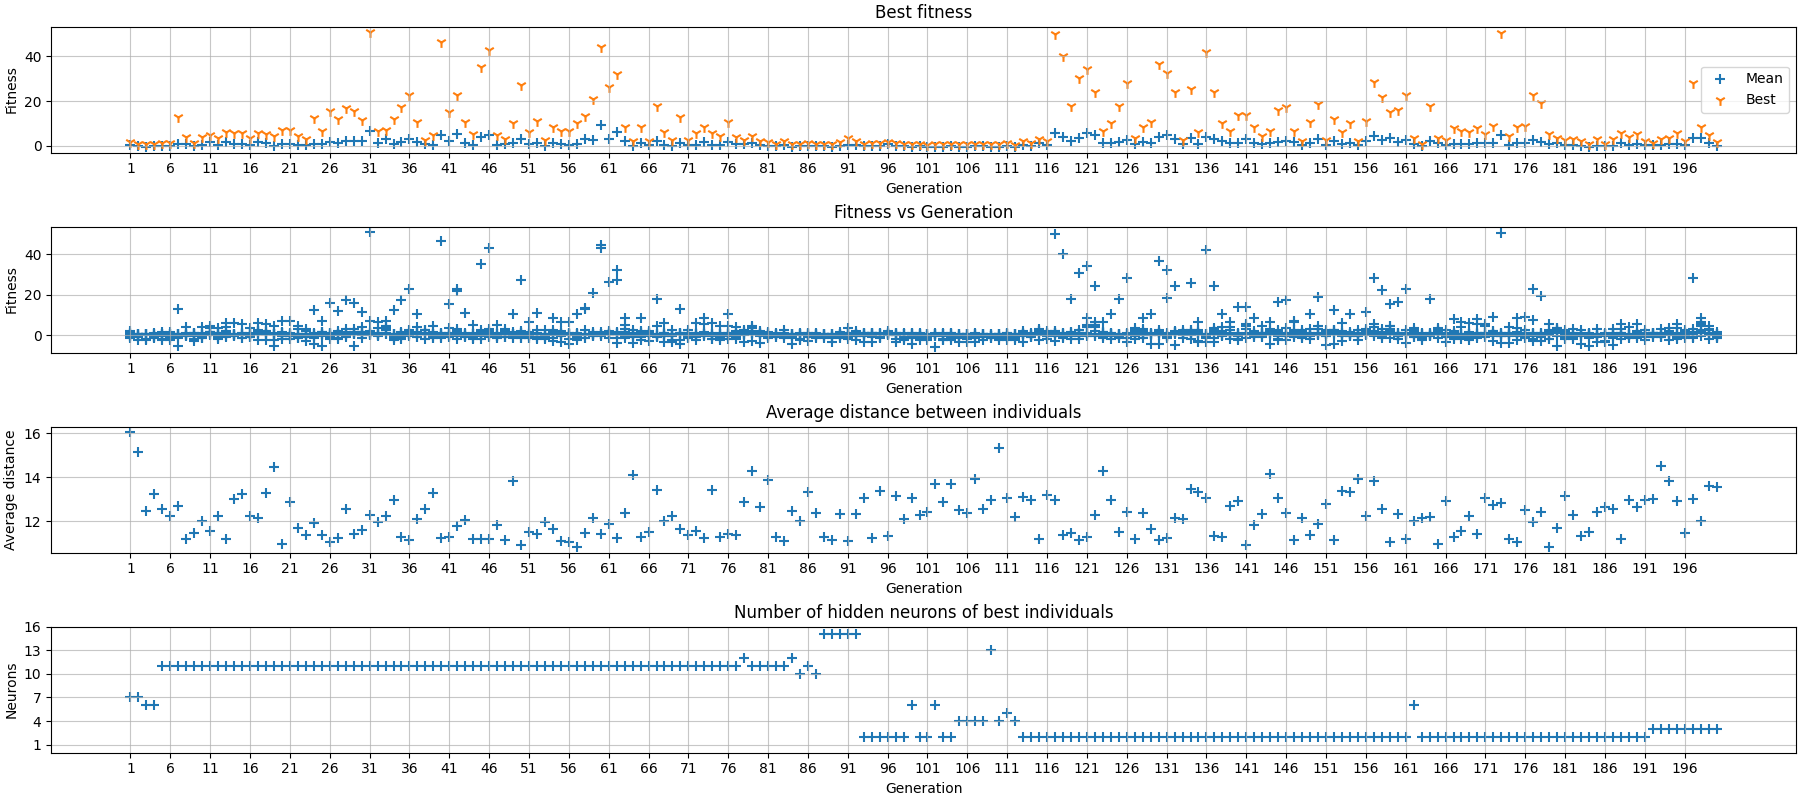 Best fitness
Fitness
40
20
0
Mean
Best
1 6 11 16 21 26 31 36 41 46 51 56 61 66 71 76 81 86 91 96 101 106 111 116 121 126 131 136 141 146 151 156 161 166 171 176 181 186 191 196
Generation
Fitness vs Generation
Fitness
40
20
0
1 6 11 16 21 26 31 36 41 46 51 56 61 66 71 76 81 86 91 96 101 106 111 116 121 126 131 136 141 146 151 156 161 166 171 176 181 186 191 196
Generation
Average distance between individuals
Average distance
16
14
12
1 6 11 16 21 26 31 36 41 46 51 56 61 66 71 76 81 86 91 96 101 106 111 116 121 126 131 136 141 146 151 156 161 166 171 176 181 186 191 196
Generation
Number of hidden neurons of best individuals
Neurons
16
13
10
7
4
1
1 6 11 16 21 26 31 36 41 46 51 56 61 66 71 76 81 86 91 96 101 106 111 116 121 126 131 136 141 146 151 156 161 166 171 176 181 186 191 196
Generation